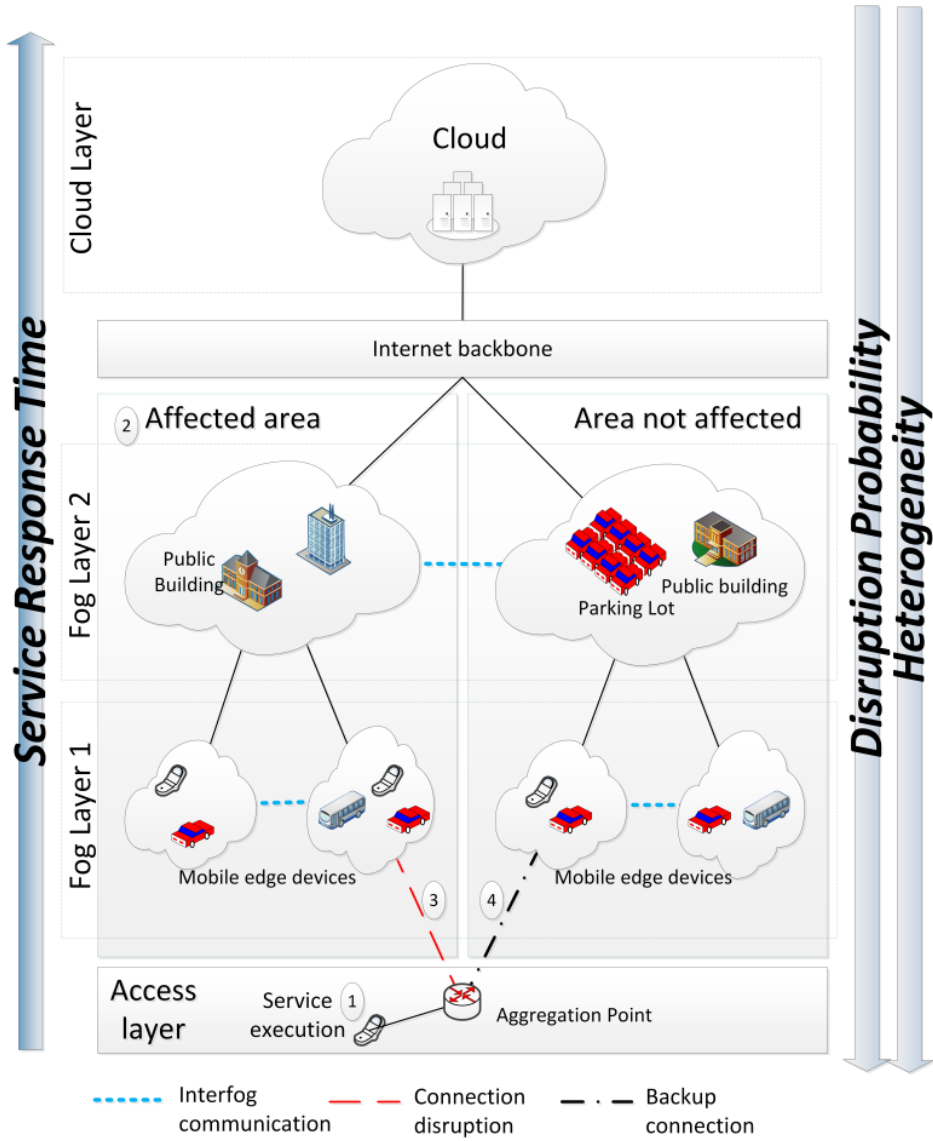 Cloud Layer
Cloud
Internet backbone
Service Response Time
Disruption Probability
Heterogeneity
2
Affected area
Area not affected
Fog Layer 2
Public
Building
Parking Lot
Public building
Fog Layer 1
Mobile edge devices
Mobile edge devices
3
4
Access
layer
Service
execution
1
Aggregation Point
Interfog
communication
Connection
disruption
Backup
connection